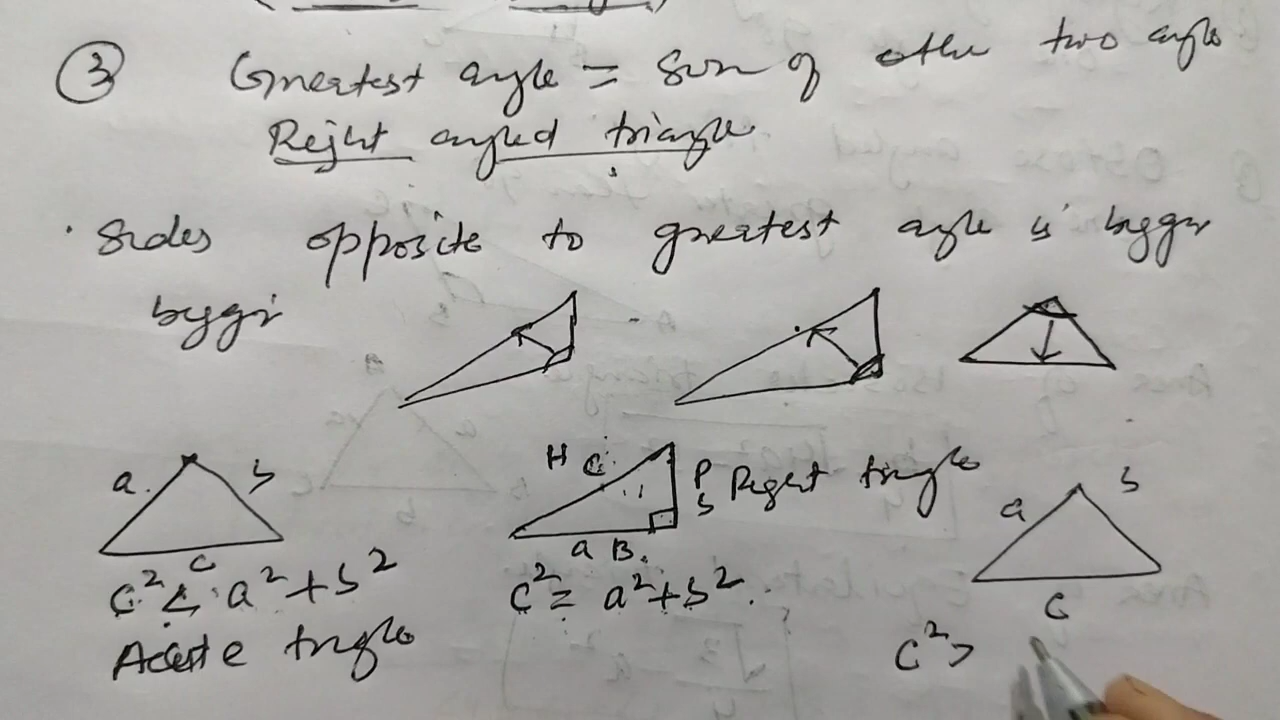 ③ Greatest angle = Sum of other two angle
Right angled triangle
Sides opposite to greatest angle is bigger
bigger
a b c
c² < a² + b²
Acute triangle
H c P b Right triangle
a B
c² = a² + b²
a b c
c² >